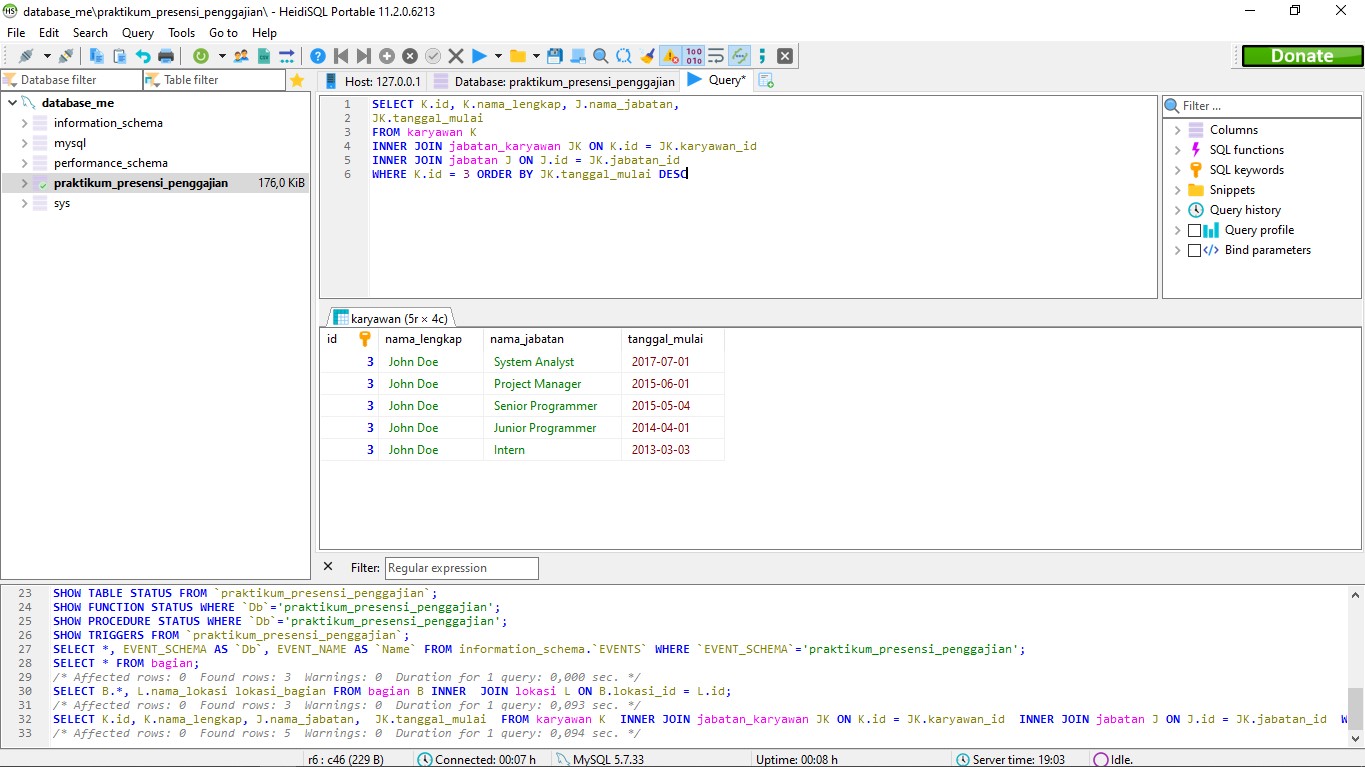 database_me\praktikum_presensi_penggajian\ - HeidiSQL Portable 11.2.0.6213
File Edit Search Query Tools Go to Help
Donate
Database filter Table filter
Host: 127.0.0.1 Database: praktikum_presensi_penggajian Query*
database_me
information_schema
mysql
performance_schema
praktikum_presensi_penggajian 176,0 KiB
sys
1 SELECT K.id, K.nama_lengkap, J.nama_jabatan,
2 JK.tanggal_mulai
3 FROM karyawan K
4 INNER JOIN jabatan_karyawan JK ON K.id = JK.karyawan_id
5 INNER JOIN jabatan J ON J.id = JK.jabatan_id
6 WHERE K.id = 3 ORDER BY JK.tanggal_mulai DESC
Filter ...
Columns
SQL functions
SQL keywords
Snippets
Query history
Query profile
Bind parameters
karyawan (5r × 4c)
id nama_lengkap nama_jabatan tanggal_mulai
3 John Doe System Analyst 2017-07-01
3 John Doe Project Manager 2015-06-01
3 John Doe Senior Programmer 2015-05-04
3 John Doe Junior Programmer 2014-04-01
3 John Doe Intern 2013-03-03
Filter: Regular expression
23 SHOW TABLE STATUS FROM `praktikum_presensi_penggajian`;
24 SHOW FUNCTION STATUS WHERE `Db`='praktikum_presensi_penggajian';
25 SHOW PROCEDURE STATUS WHERE `Db`='praktikum_presensi_penggajian';
26 SHOW TRIGGERS FROM `praktikum_presensi_penggajian`;
27 SELECT *, EVENT_SCHEMA AS `Db`, EVENT_NAME AS `Name` FROM information_schema.`EVENTS` WHERE `EVENT_SCHEMA`='praktikum_presensi_penggajian';
28 SELECT * FROM bagian;
29 /* Affected rows: 0 Found rows: 3 Warnings: 0 Duration for 1 query: 0,000 sec. */
30 SELECT B.*, L.nama_lokasi lokasi_bagian FROM bagian B INNER JOIN lokasi L ON B.lokasi_id = L.id;
31 /* Affected rows: 0 Found rows: 3 Warnings: 0 Duration for 1 query: 0,093 sec. */
32 SELECT K.id, K.nama_lengkap, J.nama_jabatan, JK.tanggal_mulai FROM karyawan K INNER JOIN jabatan_karyawan JK ON K.id = JK.karyawan_id INNER JOIN jabatan J ON J.id = JK.jabatan_id W
33 /* Affected rows: 0 Found rows: 5 Warnings: 0 Duration for 1 query: 0,094 sec. */
r6 : c46 (229 B) Connected: 00:07 h MySQL 5.7.33 Uptime: 00:08 h Server time: 19:03 Idle.